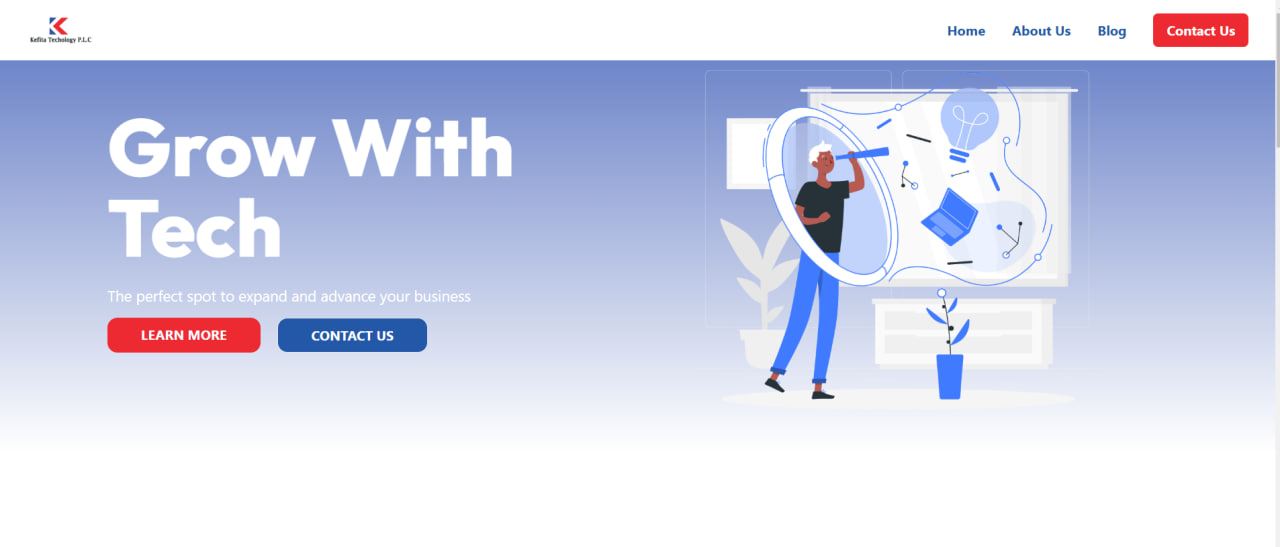 Kefita Techology P.L.C
Home
About Us
Blog
Contact Us
Grow With
Tech
The perfect spot to expand and advance your business
LEARN MORE
CONTACT US